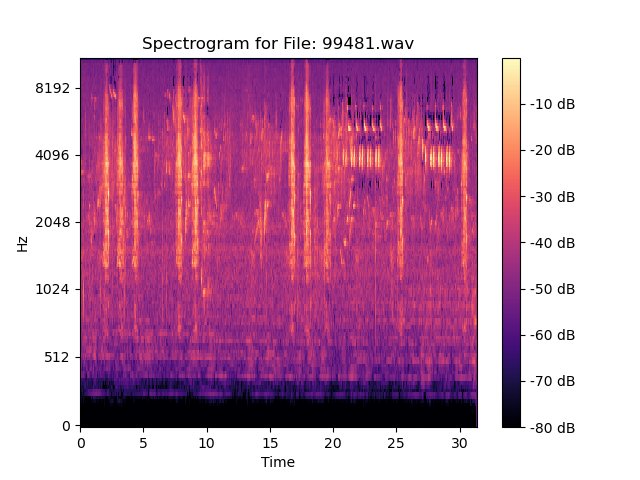 Spectrogram for File: 99481.wav
8192
4096
2048
1024
512
0
Hz
0 5 10 15 20 25 30
Time
-10 dB
-20 dB
-30 dB
-40 dB
-50 dB
-60 dB
-70 dB
-80 dB